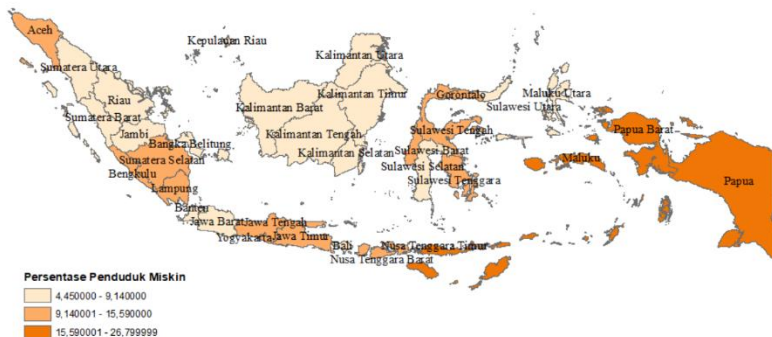 Aceh
Kepulauan Riau
Kalimantan Utara
Sumatera Utara
Riau
Kalimantan Timur
Gorontalo
Maluku Utara
Sulawesi Utara
Sumatera Barat
Kalimantan Barat
Jambi
Kalimantan Tengah
Sulawesi Tengah
Papua Barat
Bangka Belitung
Kalimantan Selatan
Sulawesi Barat
Maluku
Sumatera Selatan
Sulawesi Selatan
Bengkulu
Sulawesi Tenggara
Papua
Lampung
Banten
Jawa Barat
Jawa Tengah
Yogyakarta
Jawa Timur
Bali
Nusa Tenggara Timur
Nusa Tenggara Barat
Persentase Penduduk Miskin
4,450000 - 9,140000
9,140001 - 15,590000
15,590001 - 26,799999